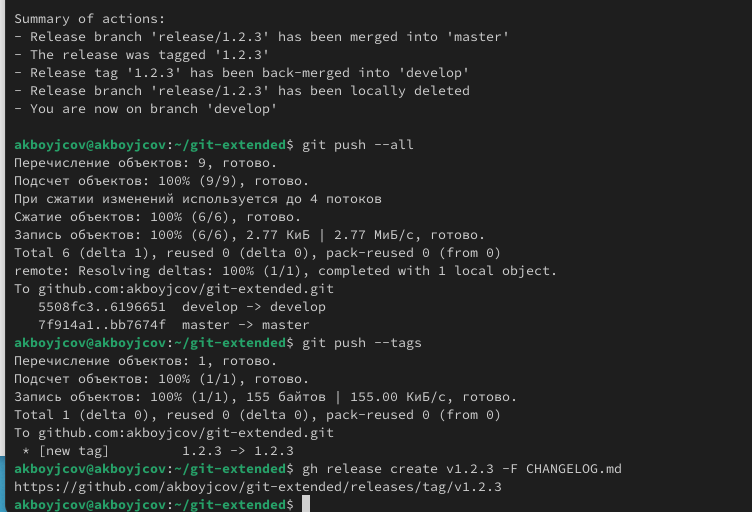 Summary of actions:
- Release branch 'release/1.2.3' has been merged into 'master'
- The release was tagged '1.2.3'
- Release tag '1.2.3' has been back-merged into 'develop'
- Release branch 'release/1.2.3' has been locally deleted
- You are now on branch 'develop'
akboyjcov@akboyjcov:~/git-extended$ git push --all
Перечисление объектов: 9, готово.
Подсчет объектов: 100% (9/9), готово.
При сжатии изменений используется до 4 потоков
Сжатие объектов: 100% (6/6), готово.
Запись объектов: 100% (6/6), 2.77 КиБ | 2.77 МиБ/с, готово.
Total 6 (delta 1), reused 0 (delta 0), pack-reused 0 (from 0)
remote: Resolving deltas: 100% (1/1), completed with 1 local object.
To github.com:akboyjcov/git-extended.git
   5508fc3..6196651  develop -> develop
   7f914a1..bb7674f  master -> master
akboyjcov@akboyjcov:~/git-extended$ git push --tags
Перечисление объектов: 1, готово.
Подсчет объектов: 100% (1/1), готово.
Запись объектов: 100% (1/1), 155 байтов | 155.00 КиБ/с, готово.
Total 1 (delta 0), reused 0 (delta 0), pack-reused 0 (from 0)
To github.com:akboyjcov/git-extended.git
 * [new tag]         1.2.3 -> 1.2.3
akboyjcov@akboyjcov:~/git-extended$ gh release create v1.2.3 -F CHANGELOG.md
https://github.com/akboyjcov/git-extended/releases/tag/v1.2.3
akboyjcov@akboyjcov:~/git-extended$